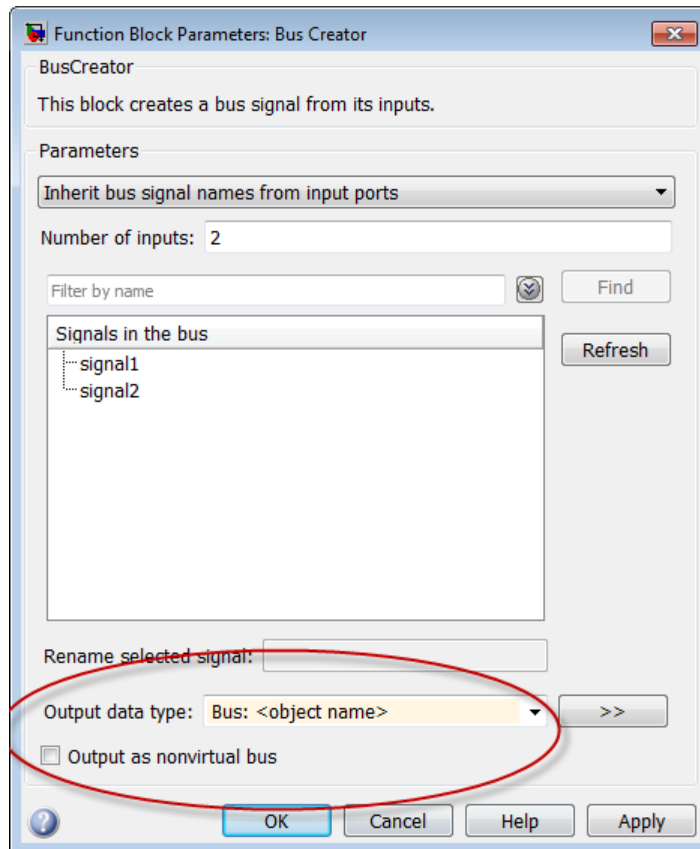 Function Block Parameters: Bus Creator
BusCreator
This block creates a bus signal from its inputs.
Parameters
Inherit bus signal names from input ports
Number of inputs: 2
Filter by name
Find
Signals in the bus
Refresh
signal1
signal2
Rename selected signal:
Output data type: Bus: <object name> >>
Output as nonvirtual bus
OK Cancel Help Apply